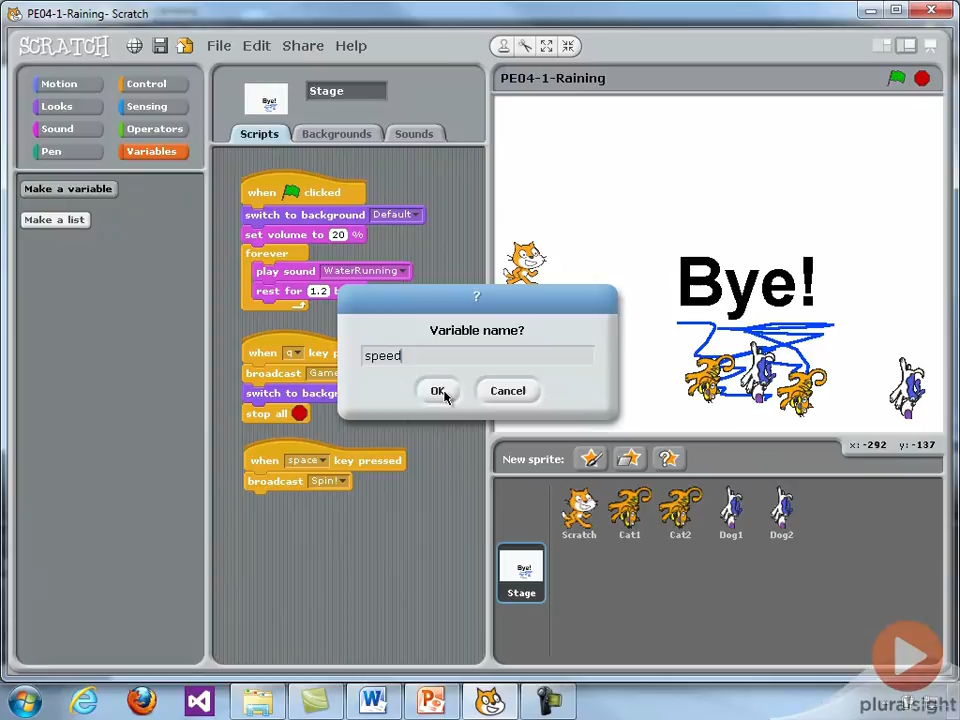 PE04-1-Raining- Scratch
SCRATCH
File Edit Share Help
Motion Control
Looks Sensing
Sound Operators
Pen Variables
Make a variable
Make a list
Bye!
Stage
Scripts Backgrounds Sounds
when clicked
switch to background Default
set volume to 20 %
forever
play sound WaterRunning
rest for 1.2 b
when q key p
broadcast Game
switch to backgr
stop all
when space key pressed
broadcast Spin!
?
Variable name?
speed
OK Cancel
PE04-1-Raining
Bye!
x: -292 y: -137
New sprite:
Scratch Cat1 Cat2 Dog1 Dog2
Bye!
Stage
pluralsight